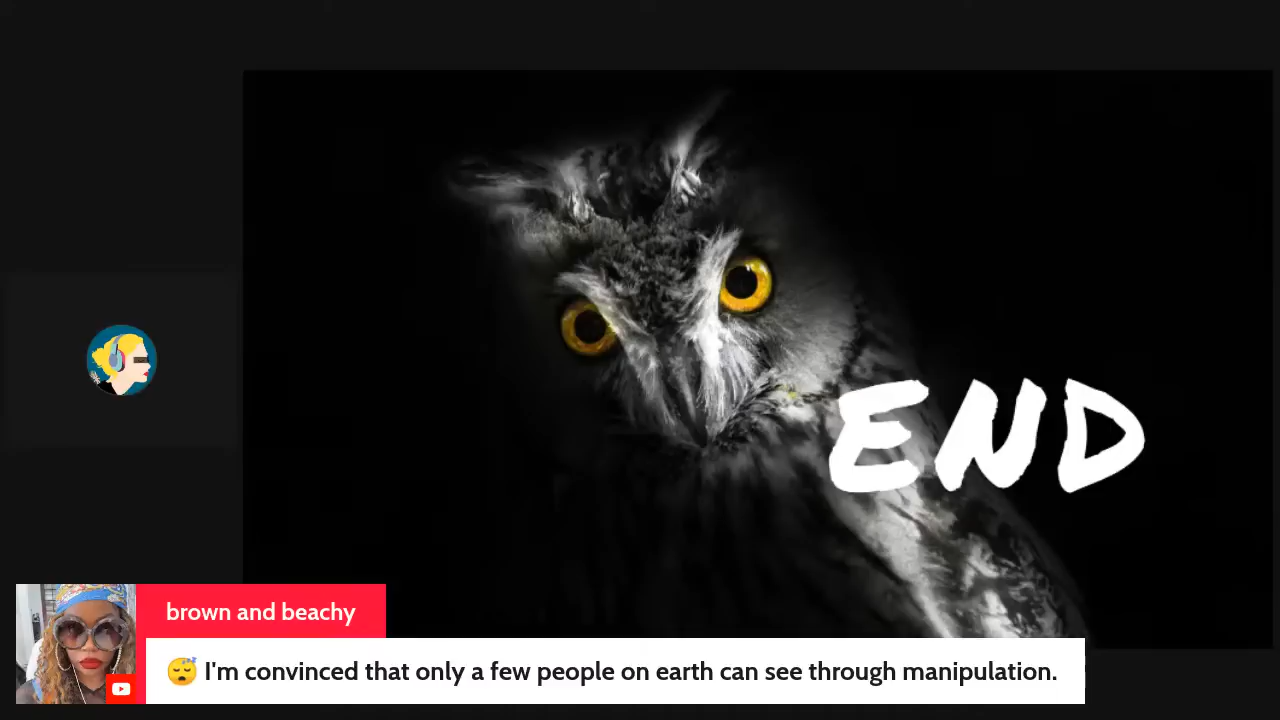 END
brown and beachy
😴 I'm convinced that only a few people on earth can see through manipulation.